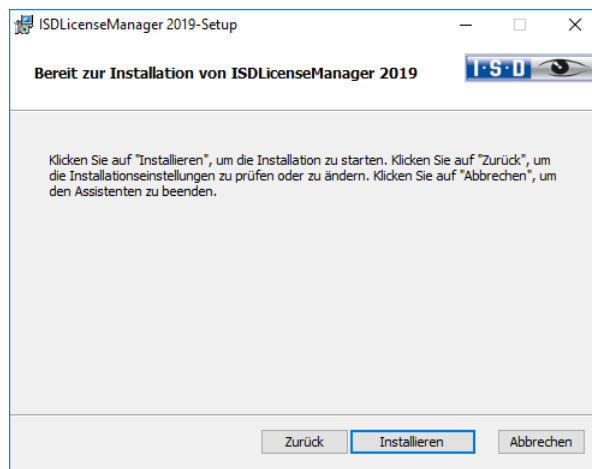 ISDLicenseManager 2019-Setup
Bereit zur Installation von ISDLicenseManager 2019
I·S·D
Klicken Sie auf "Installieren", um die Installation zu starten. Klicken Sie auf "Zurück", um
die Installationseinstellungen zu prüfen oder zu ändern. Klicken Sie auf "Abbrechen", um
den Assistenten zu beenden.
Zurück
Installieren
Abbrechen